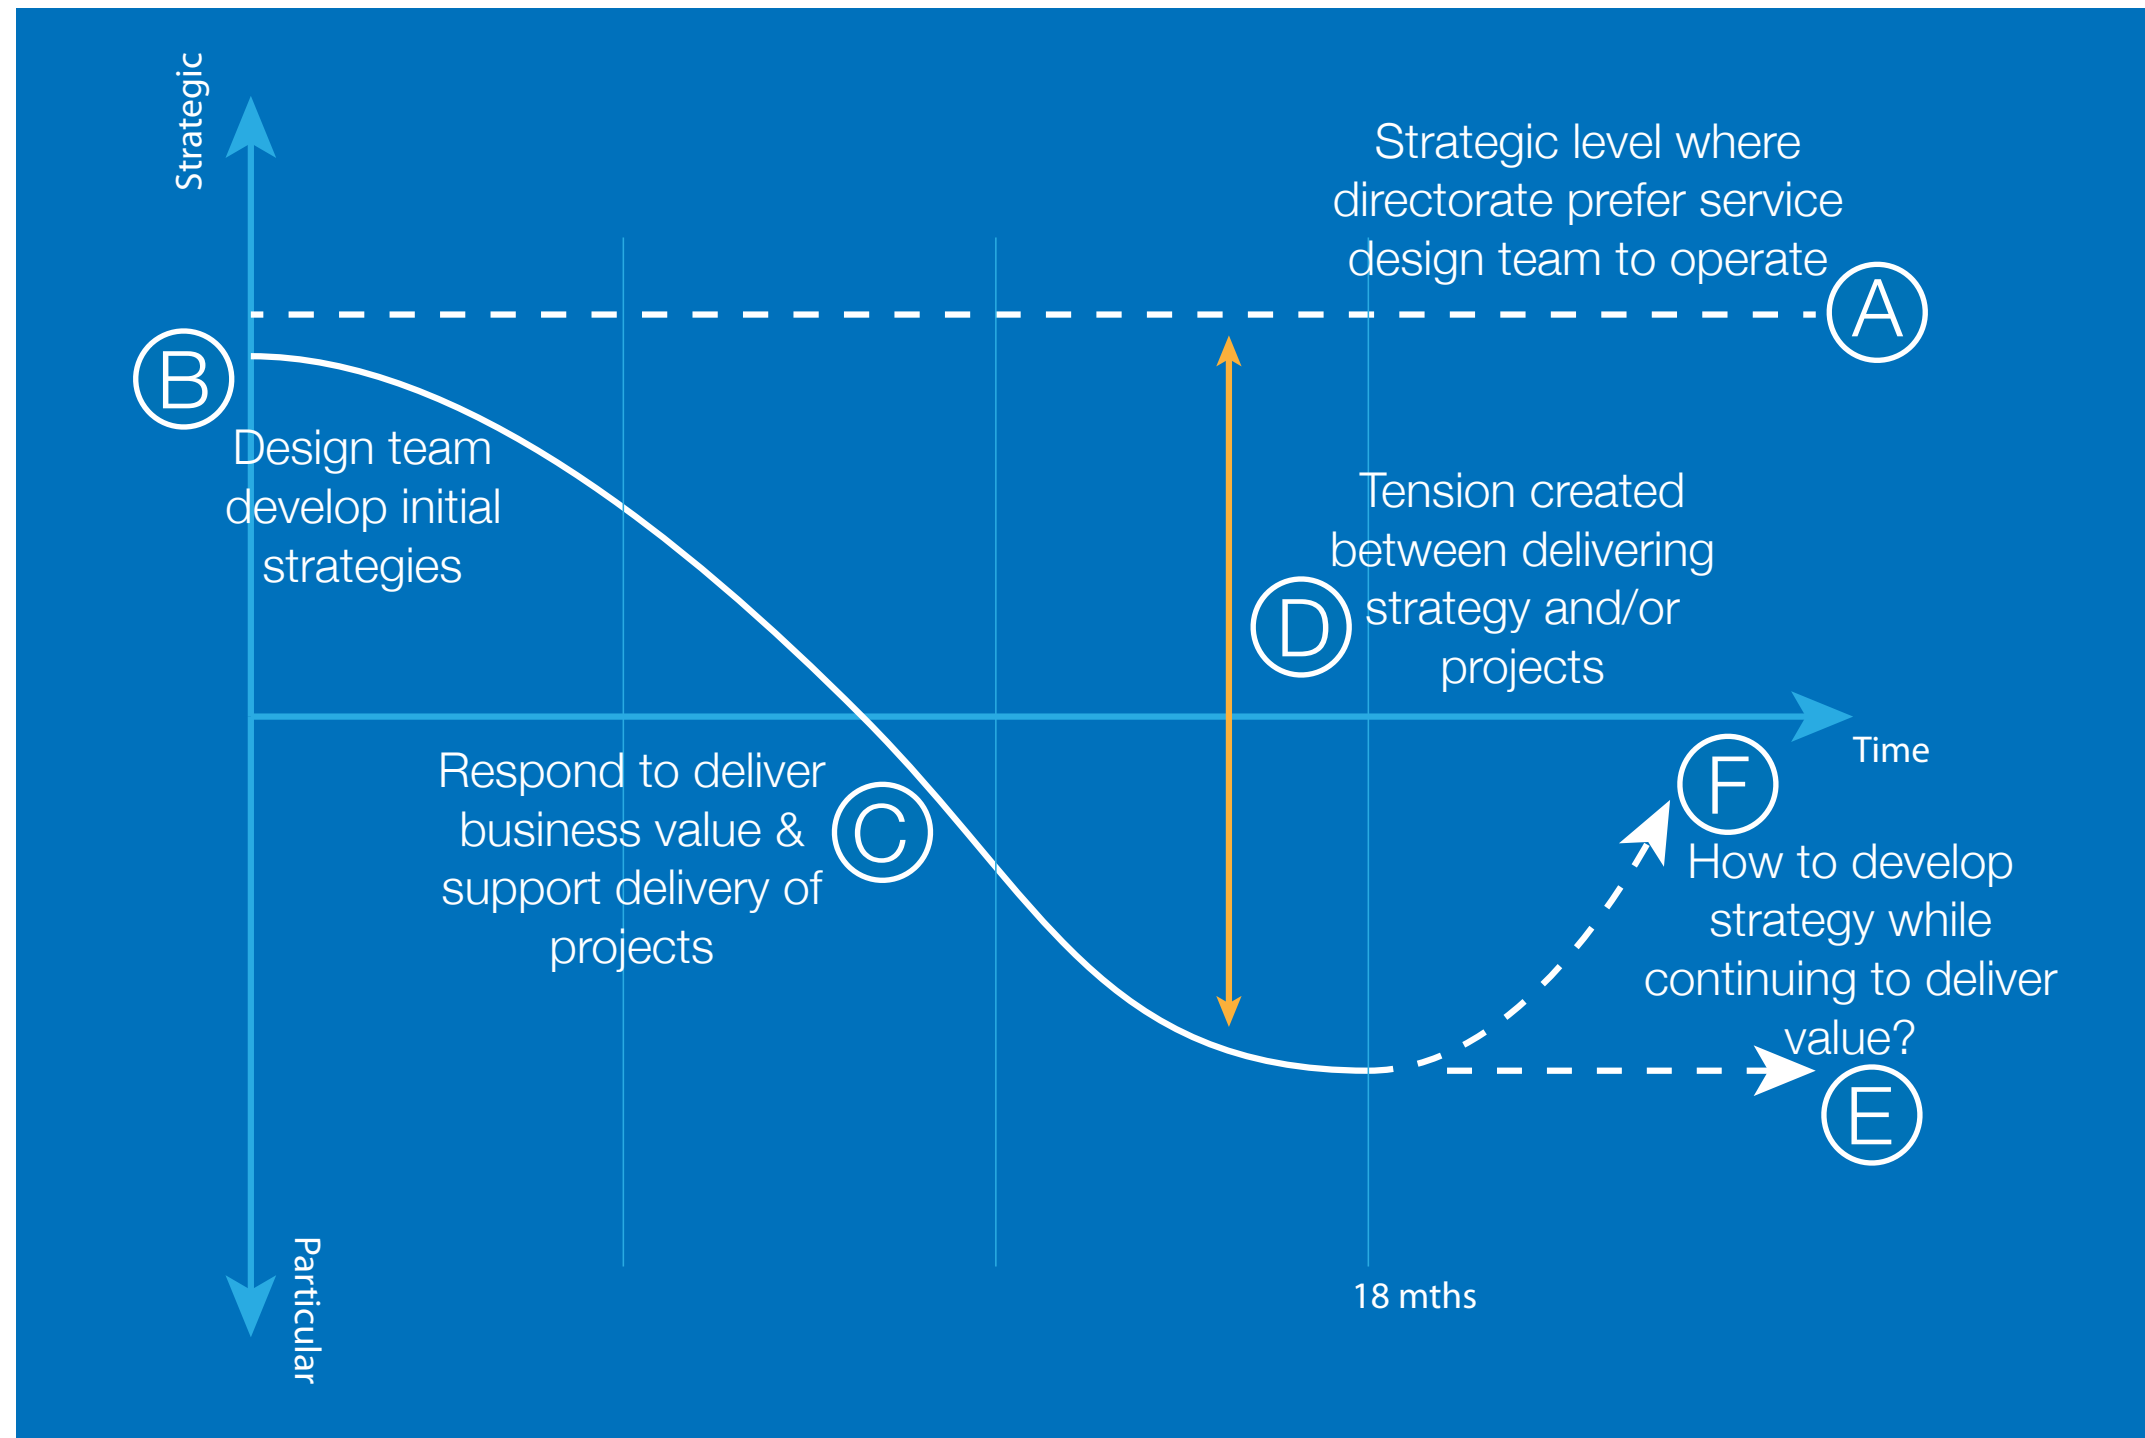 Strategic
Strategic level where
directorate prefer service
design team to operate
A
B
Design team
develop initial
strategies
Tension created
between delivering
strategy and/or
projects
D
Time
Respond to deliver
business value &
support delivery of
projects
C
F
How to develop
strategy while
continuing to deliver
value?
E
Particular
18 mths